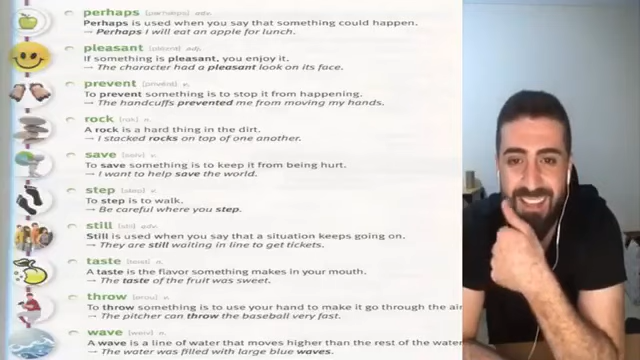 perhaps adv.
Perhaps is used when you say that something could happen.
→ Perhaps I will eat an apple for lunch.
pleasant adj.
If something is pleasant, you enjoy it.
→ The character had a pleasant look on its face.
prevent v.
To prevent something is to stop it from happening.
→ The handcuffs prevented me from moving my hands.
rock n.
A rock is a hard thing in the dirt.
→ I stacked rocks on top of one another.
save v.
To save something is to keep it from being hurt.
→ I want to help save the world.
step v.
To step is to walk.
→ Be careful where you step.
still adv.
Still is used when you say that a situation keeps going on.
→ They are still waiting in line to get tickets.
taste n.
A taste is the flavor something makes in your mouth.
→ The taste of the fruit was sweet.
throw v.
To throw something is to use your hand to make it go through the air
→ The pitcher can throw the baseball very fast.
wave n.
A wave is a line of water that moves higher than the rest of the water
→ The water was filled with large blue waves.